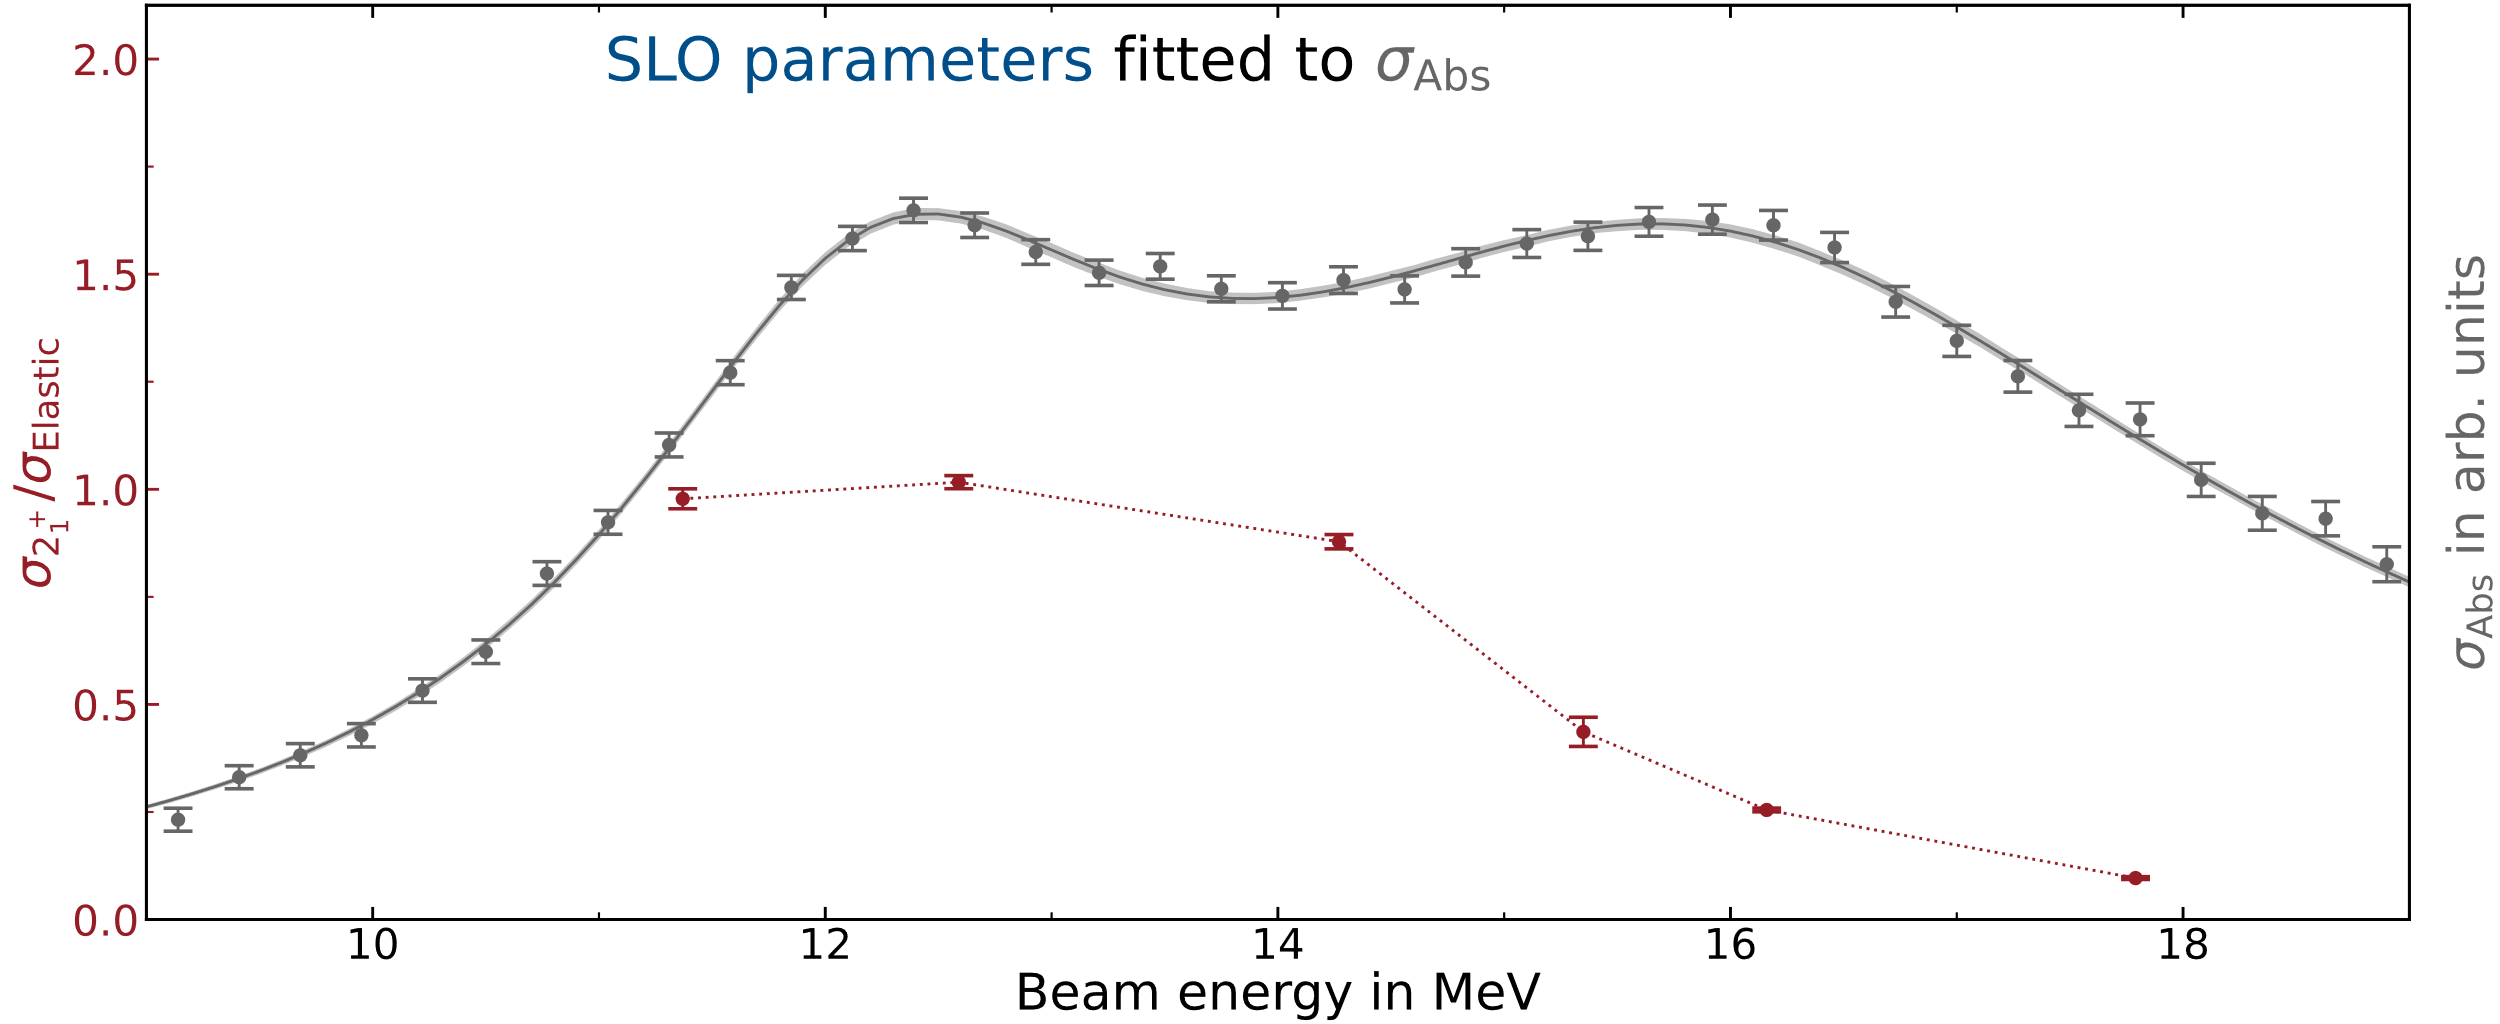 SLO parameters fitted to σAbs
2.0
1.5
1.0
0.5
0.0
σ2₁⁺/σElastic
σAbs in arb. units
10 12 14 16 18
Beam energy in MeV